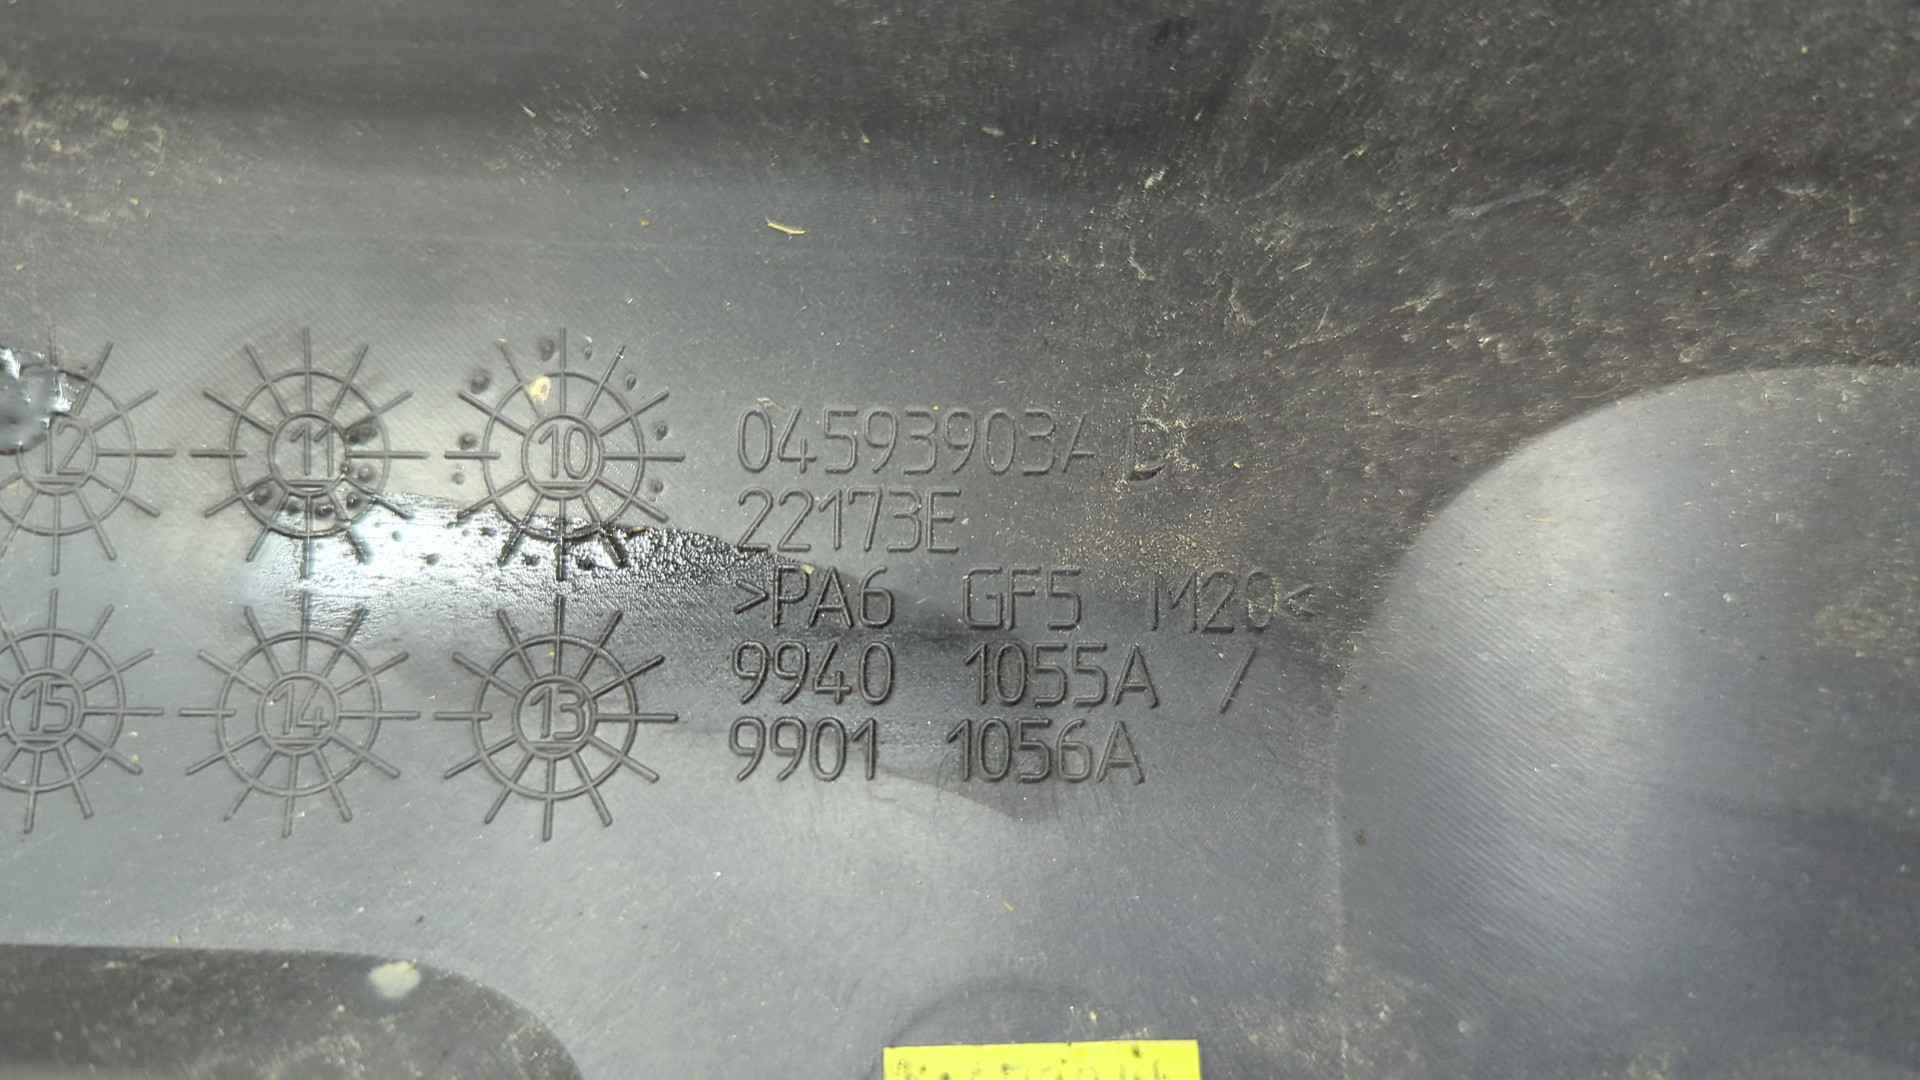 12 11 10 04593903A D
22173E
>PA6 GF5 M20<
15 14 13 9940 1055A /
9901 1056A